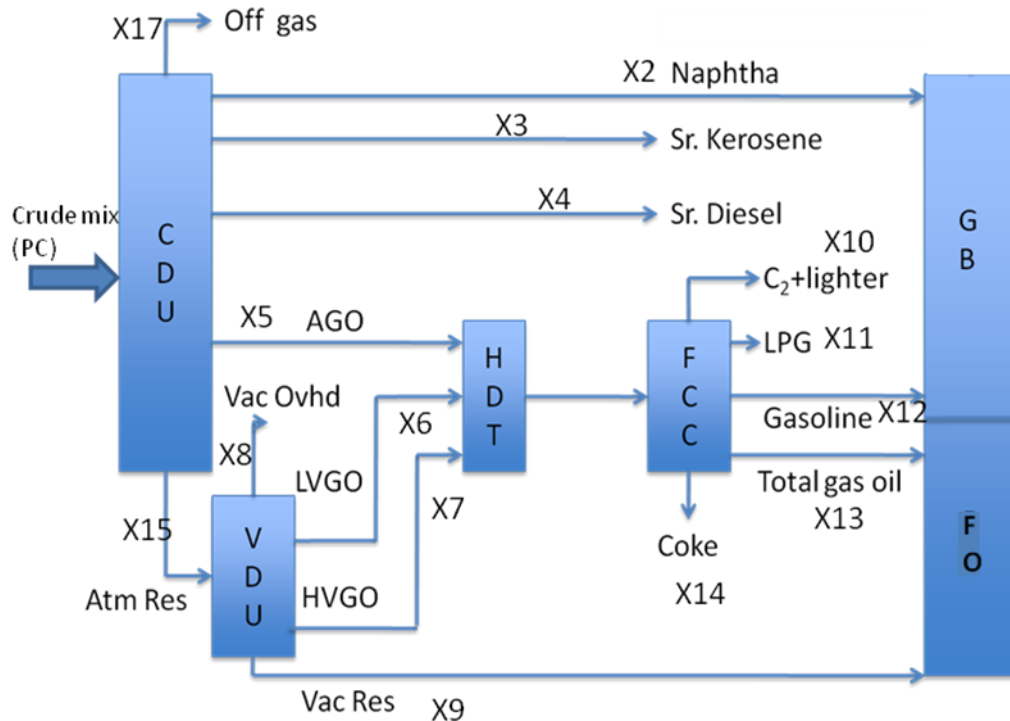 X17
Off gas
X2 Naphtha
X3
Sr. Kerosene
X4
Sr. Diesel
Crude mix
(PC)
C
D
U
G
B
X10
C₂+lighter
X5
AGO
H
D
T
F
C
C
LPG
X11
Vac Ovhd
X6
Gasoline
X12
X8
LVGO
X7
Total gas oil
X13
X15
V
D
U
F
O
Coke
X14
Atm Res
HVGO
Vac Res
X9